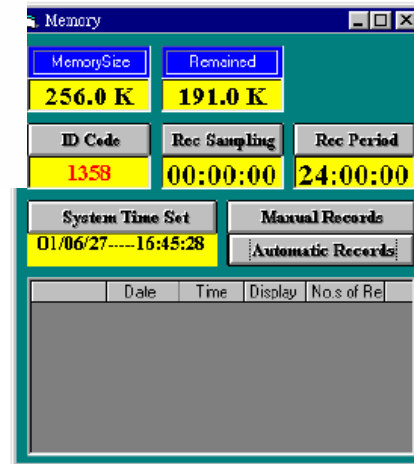 Memory
MemorySize Remained
256.0 K 191.0 K
ID Code Rec Sampling Rec Period
1358 00:00:00 24:00:00
System Time Set Manual Records
01/06/27-----16:45:28 Automatic Records
Date Time Display No.s of Re